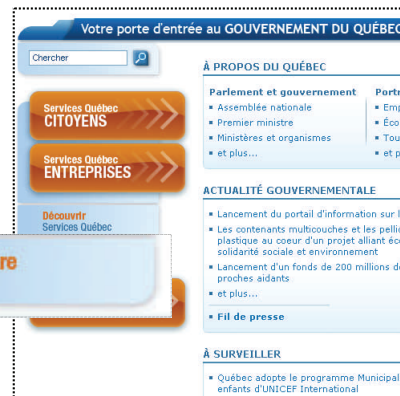 Votre porte d'entrée au GOUVERNEMENT DU QUÉBEC
Chercher
Services Québec
CITOYENS
Services Québec
ENTREPRISES
Découvrir
Services Québec
re
À PROPOS DU QUÉBEC
Parlement et gouvernement
Assemblée nationale
Premier ministre
Ministères et organismes
et plus...
ACTUALITÉ GOUVERNEMENTALE
Lancement du portail d'information sur
Les contenants multicouches et les
plastique au coeur d'un projet alliant
solidarité sociale et environnement
Lancement d'un fonds de 200 millions
proches aidants
et plus...
Fil de presse
À SURVEILLER
Québec adopte le programme
enfants d'UNICEF International